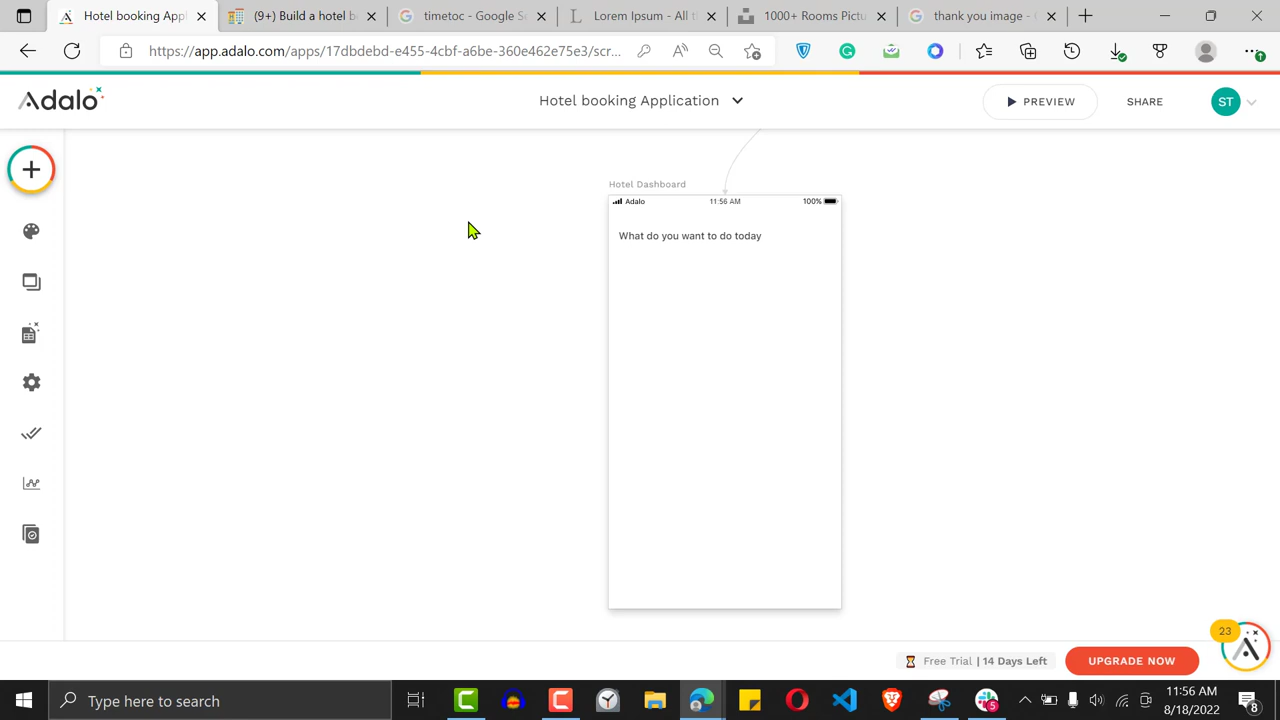 Hotel booking App
(9+) Build a hotel b
timetoc - Google Se
Lorem Ipsum - All t
1000+ Rooms Pictu
thank you image - G
https://app.adalo.com/apps/17dbdebd-e455-4cbf-a6be-360e462e75e3/scr...
Adalo
Hotel booking Application
PREVIEW
SHARE
ST
Hotel Dashboard
Adalo
11:56 AM
100%
What do you want to do today
23
Free Trial | 14 Days Left
UPGRADE NOW
Type here to search
5
11:56 AM
8/18/2022
8